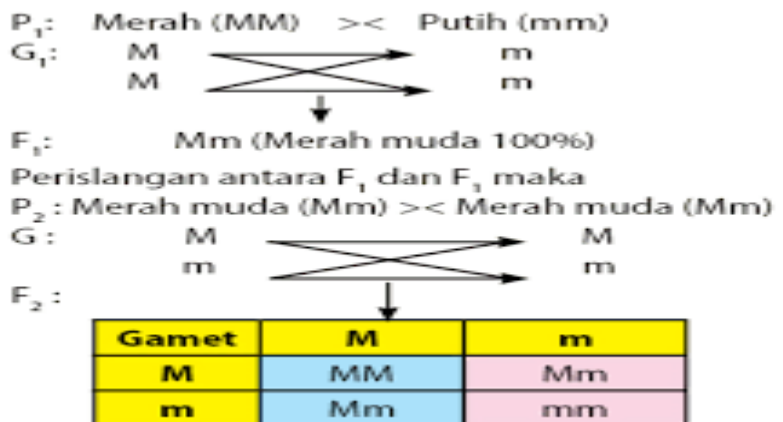 P₁: Merah (MM) >< Putih (mm)
G₁: M m
M m
F₁: Mm (Merah muda 100%)
Perislangan antara F₁ dan F₁ maka
P₂ : Merah muda (Mm) >< Merah muda (Mm)
G : M M
m m
F₂ :
Gamet M m
M MM Mm
m Mm mm